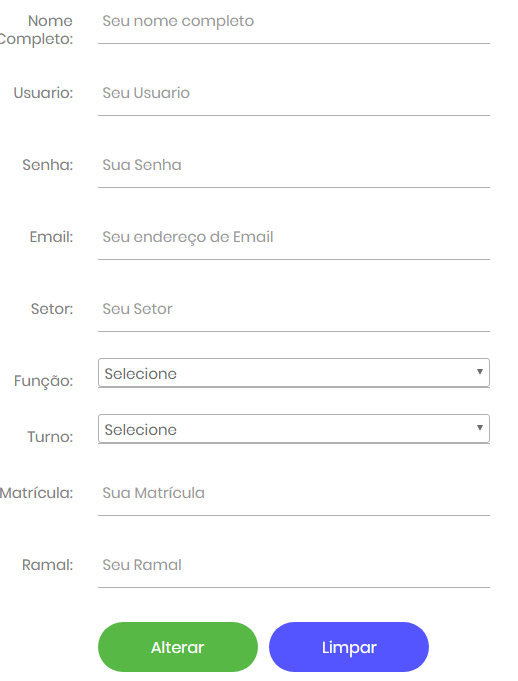 Nome Seu nome completo
Completo:
Usuario: Seu Usuario
Senha: Sua Senha
Email: Seu endereço de Email
Setor: Seu Setor
Função: Selecione
Turno: Selecione
Matrícula: Sua Matrícula
Ramal: Seu Ramal
Alterar Limpar